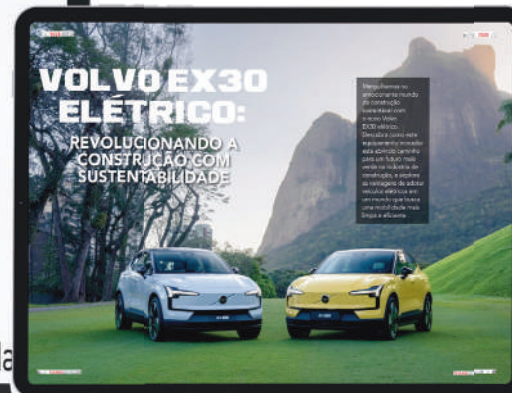 VOLVO EX30
ELÉTRICO:
REVOLUCIONANDO A
CONSTRUÇÃO COM
SUSTENTABILIDADE
Mergulhamos no
emocionante mundo
da construção
sustentável com
o novo Volvo
EX30 elétrico.
Descubra como este
equipamento inovador
está abrindo caminho
para um futuro mais
verde na indústria de
construção, e explore
as vantagens de adotar
veículos elétricos em
um mundo que busca
uma mobilidade mais
limpa e eficiente.